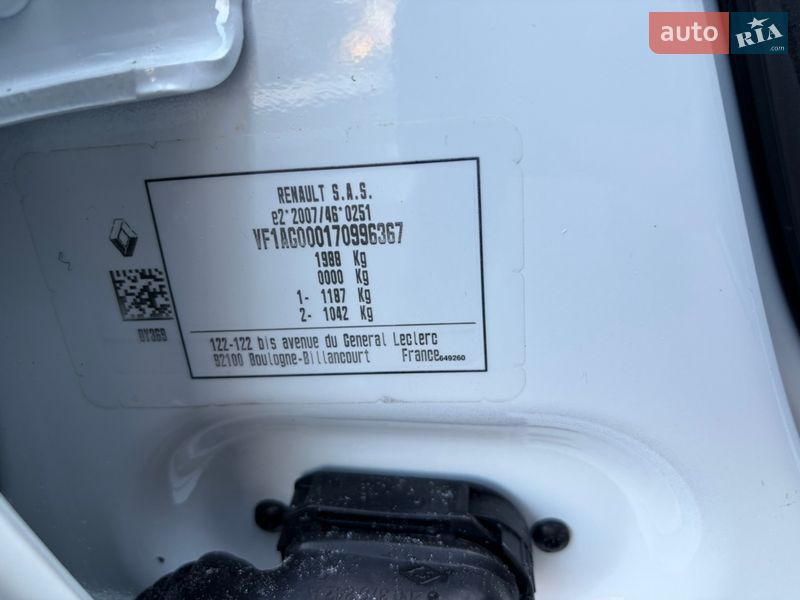 auto RIA .com
RENAULT S.A.S.
e2*2007/46*0251
VF1AG000170996367
1988 Kg
0000 Kg
1- 1187 Kg
2- 1042 Kg
122-122 bis avenue du General Leclerc
92100 Boulogne-Billancourt France 649260